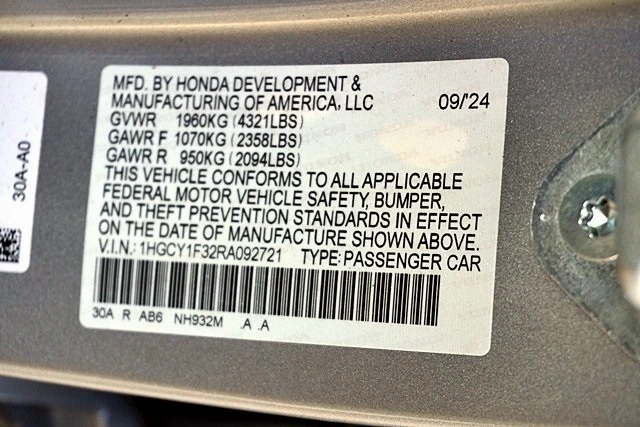 MFD. BY HONDA DEVELOPMENT &
MANUFACTURING OF AMERICA, LLC 09/'24
GVWR 1960KG (4321LBS)
GAWR F 1070KG (2358LBS)
GAWR R 950KG (2094LBS)
THIS VEHICLE CONFORMS TO ALL APPLICABLE
FEDERAL MOTOR VEHICLE SAFETY, BUMPER,
AND THEFT PREVENTION STANDARDS IN EFFECT
ON THE DATE OF MANUFACTURE SHOWN ABOVE.
V.I.N.: 1HGCY1F32RA092721 TYPE: PASSENGER CAR
30A R AB6 NH932M .A .A
30A-A0